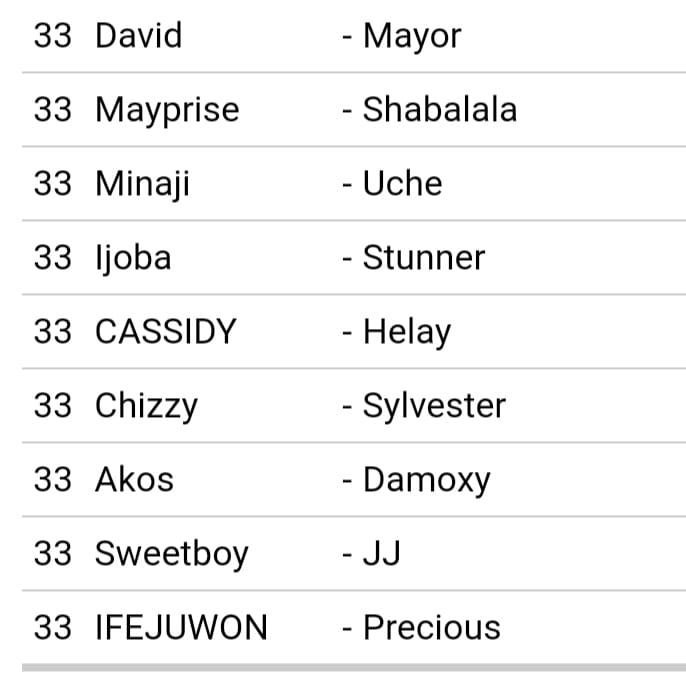 33 David - Mayor
33 Mayprise - Shabalala
33 Minaji - Uche
33 Ijoba - Stunner
33 CASSIDY - Helay
33 Chizzy - Sylvester
33 Akos - Damoxy
33 Sweetboy - JJ
33 IFEJUWON - Precious